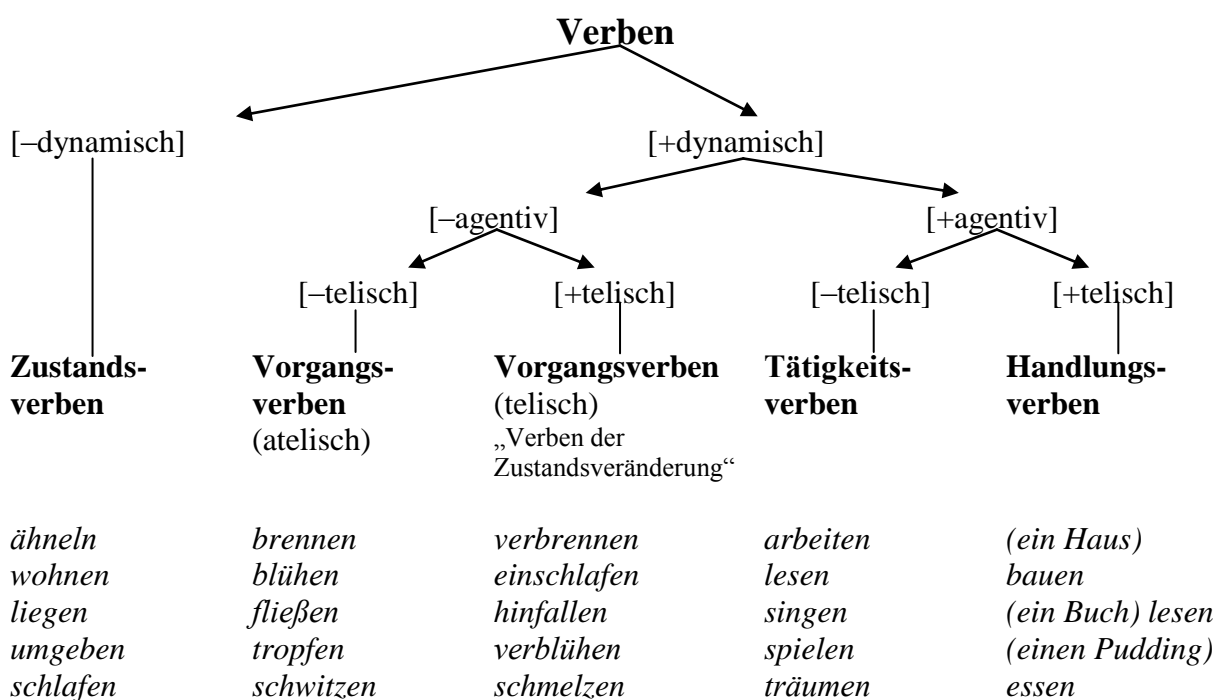 Verben
[–dynamisch] [+dynamisch]
[–agentiv] [+agentiv]
[–telisch] [+telisch] [–telisch] [+telisch]
Zustands- Vorgangs- Vorgangsverben Tätigkeits- Handlungs-
verben verben (telisch) verben verben
(atelisch) „Verben der
Zustandsveränderung“
ähneln brennen verbrennen arbeiten (ein Haus)
wohnen blühen einschlafen lesen bauen
liegen fließen hinfallen singen (ein Buch) lesen
umgeben tropfen verblühen spielen (einen Pudding)
schlafen schwitzen schmelzen träumen essen